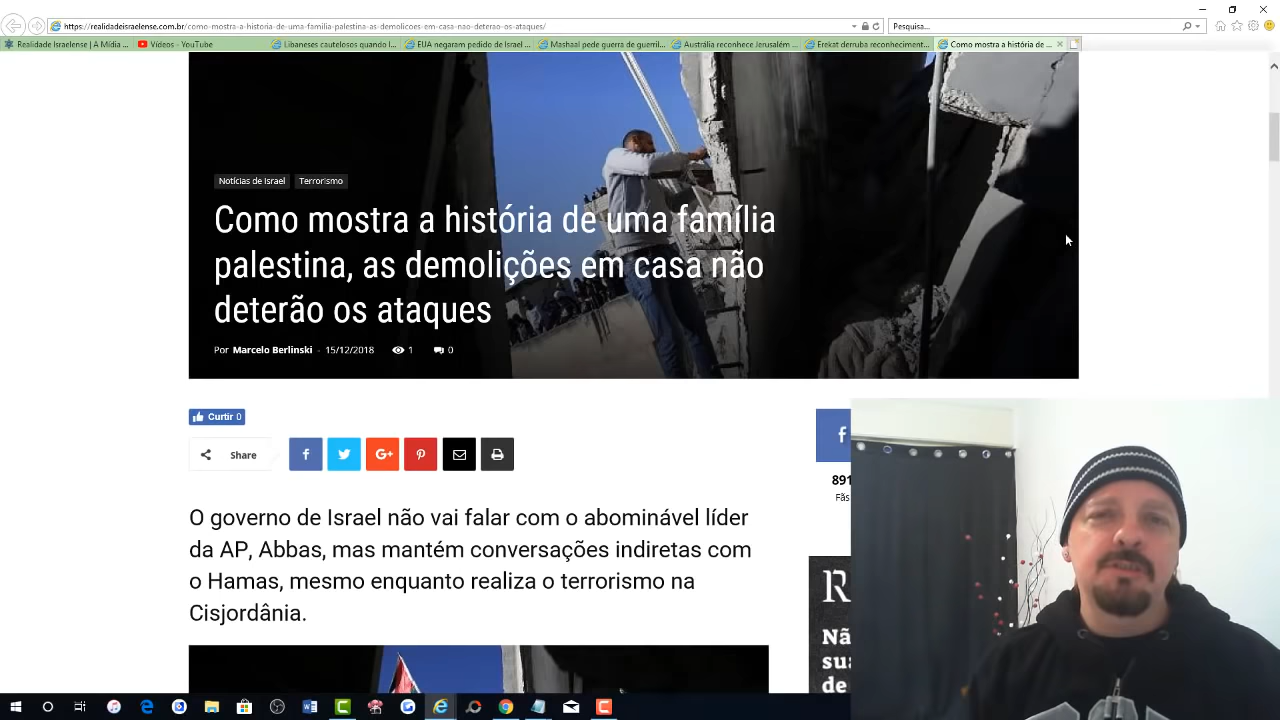 https://realidadeisraelense.com.br/como-mostra-a-historia-de-uma-familia-palestina-as-demolicoes-em-casa-nao-deterao-os-ataques/
Pesquisa...
Realidade Israelense | A Mídia ...
Vídeos - YouTube
Libaneses cautelosos quando I...
EUA negaram pedido de Israel ...
Mashaal pede guerra de guerril...
Austrália reconhece Jerusalém ...
Erekat derruba reconheciment...
Como mostra a história de ...
Notícias de Israel
Terrorismo
Como mostra a história de uma família
palestina, as demolições em casa não
deterão os ataques
Por Marcelo Berlinski - 15/12/2018 1 0
Curtir 0
Share
891
Fãs
O governo de Israel não vai falar com o abominável líder
da AP, Abbas, mas mantém conversações indiretas com
o Hamas, mesmo enquanto realiza o terrorismo na
Cisjordânia.
R
Nã
sua
de